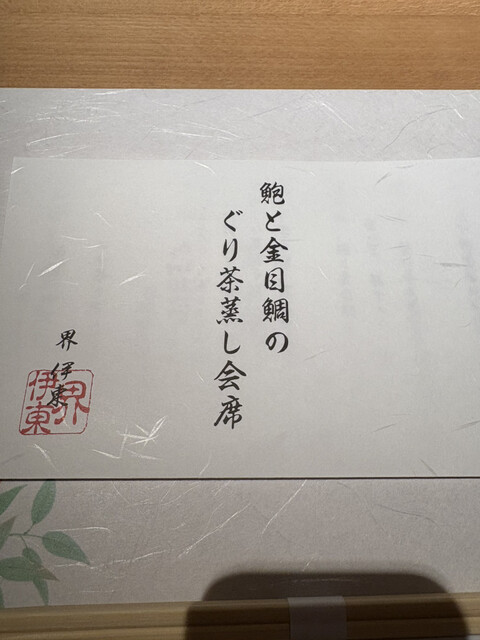 鮑と金目鯛の
ぐり茶蒸し会席
界 伊東
界
伊東